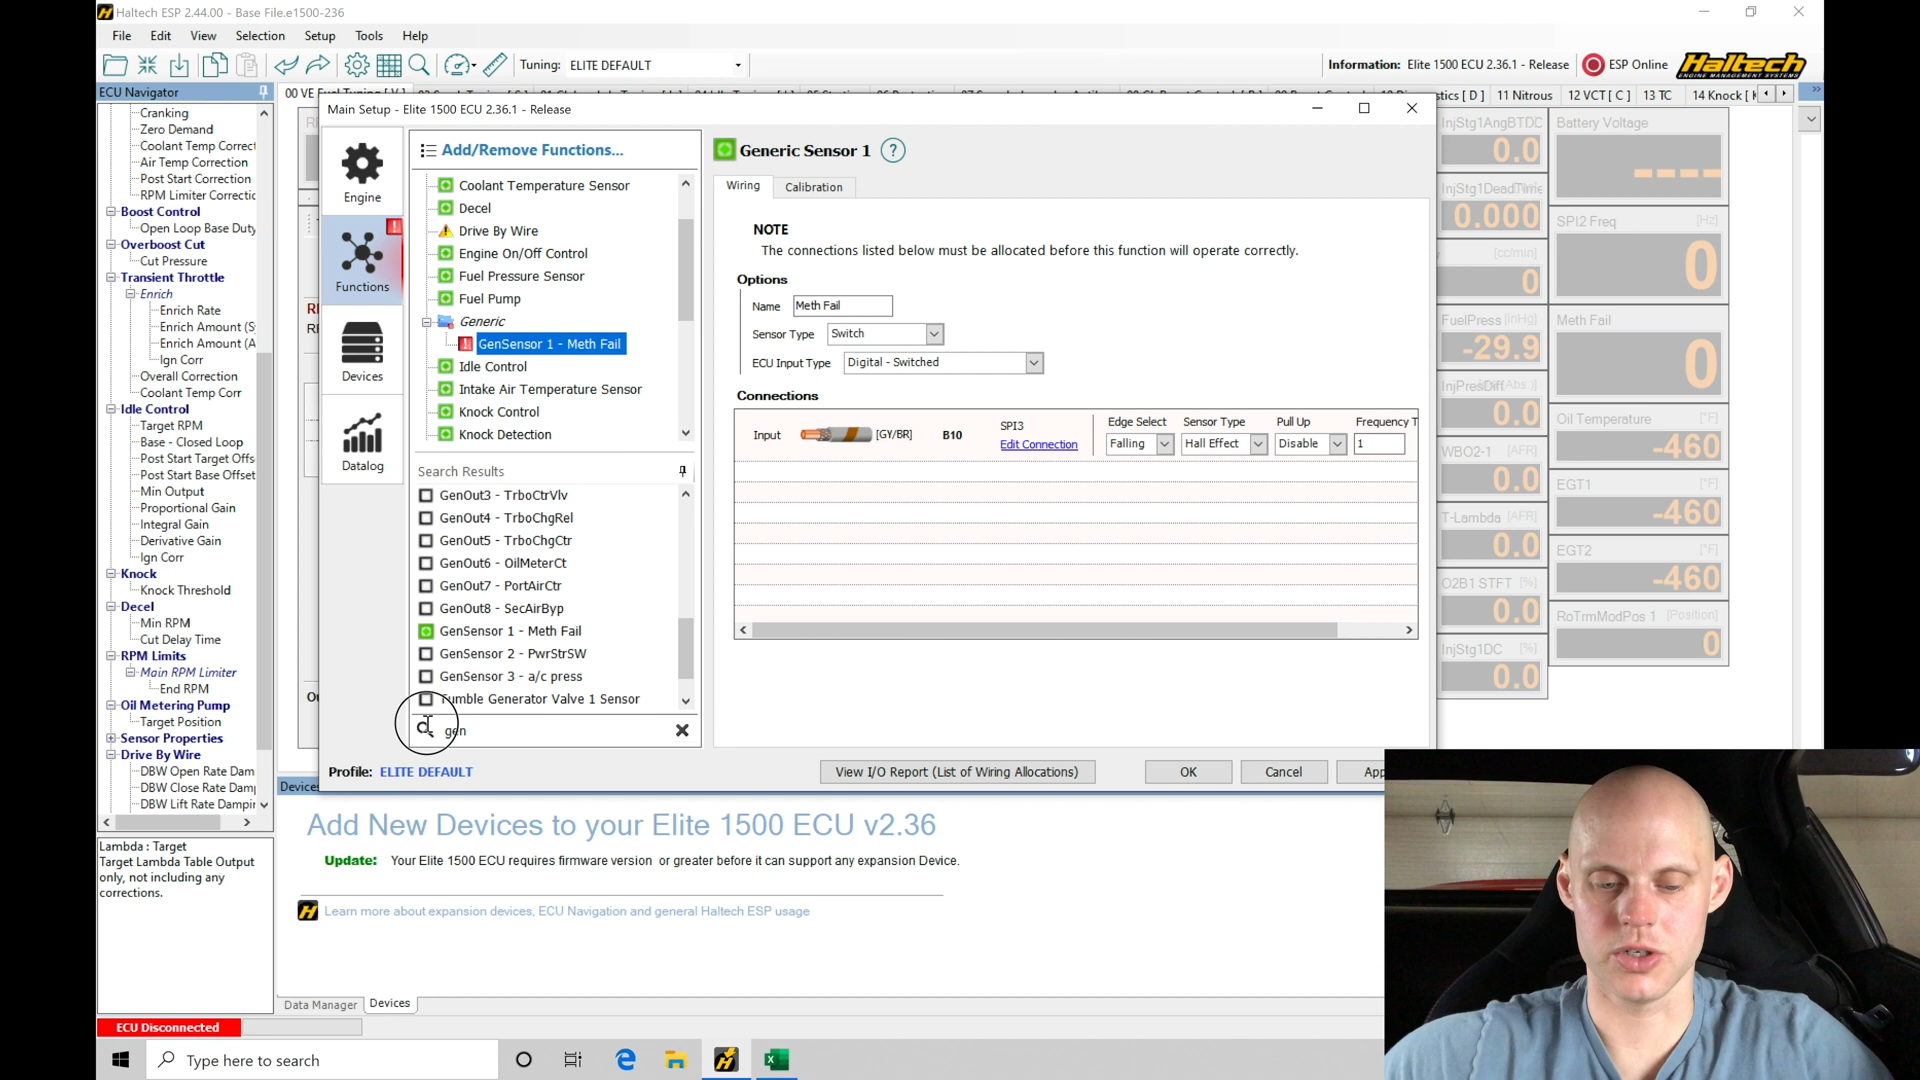 Haltech ESP 2.44.00 - Base File.e1500-236
File Edit View Selection Setup Tools Help
Tuning: ELITE DEFAULT
Information: Elite 1500 ECU 2.36.1 - Release ESP Online Haltech ENGINE MANAGEMENT SYSTEMS
ECU Navigator
stics [ D ] 11 Nitrous 12 VCT [ C ] 13 TC 14 Knock [
Cranking
Zero Demand
Coolant Temp Correct
Air Temp Correction
Post Start Correction
RPM Limiter Correctic
Boost Control
Open Loop Base Duty
Overboost Cut
Cut Pressure
Transient Throttle
Enrich
Enrich Rate
Enrich Amount (S
Enrich Amount (A
Ign Corr
Overall Correction
Coolant Temp Corr
Idle Control
Target RPM
Base - Closed Loop
Post Start Target Offs
Post Start Base Offset
Min Output
Proportional Gain
Integral Gain
Derivative Gain
Ign Corr
Knock
Knock Threshold
Decel
Min RPM
Cut Delay Time
RPM Limits
Main RPM Limiter
End RPM
Oil Metering Pump
Target Position
Sensor Properties
Drive By Wire
DBW Open Rate Dam
DBW Close Rate Damp
DBW Lift Rate Dampir
Lambda : Target
Target Lambda Table Output
only, not including any
corrections.
Main Setup - Elite 1500 ECU 2.36.1 - Release
Engine
Functions
Devices
Datalog
Add/Remove Functions...
Coolant Temperature Sensor
Decel
Drive By Wire
Engine On/Off Control
Fuel Pressure Sensor
Fuel Pump
Generic
GenSensor 1 - Meth Fail
Idle Control
Intake Air Temperature Sensor
Knock Control
Knock Detection
Search Results
GenOut3 - TrboCtrVlv
GenOut4 - TrboChgRel
GenOut5 - TrboChgCtr
GenOut6 - OilMeterCt
GenOut7 - PortAirCtr
GenOut8 - SecAirByp
GenSensor 1 - Meth Fail
GenSensor 2 - PwrStrSW
GenSensor 3 - a/c press
Tumble Generator Valve 1 Sensor
gen
Generic Sensor 1 ?
Wiring Calibration
NOTE
The connections listed below must be allocated before this function will operate correctly.
Options
Name Meth Fail
Sensor Type Switch
ECU Input Type Digital - Switched
Connections
Input [GY/BR] B10 SPI3
Edit Connection
Edge Select Sensor Type Pull Up Frequency T
Falling Hall Effect Disable 1
Profile: ELITE DEFAULT
View I/O Report (List of Wiring Allocations) OK Cancel App
InjStg1AngBTDC
0.0
InjStg1DeadTime
0.000
[cc/min]
0
FuelPress [inHg]
-29.9
InjPresDiff
0.0
WBO2-1 [AFR]
0.0
T-Lambda [AFR]
0.0
O2B1 STFT [%]
0.0
InjStg1DC [%]
0.0
Battery Voltage
----
SPI2 Freq [Hz]
0
Meth Fail
0
Oil Temperature [°F]
-460
EGT1 [°F]
-460
EGT2 [°F]
-460
RoTrmModPos 1 [Position]
0
Devices
Add New Devices to your Elite 1500 ECU v2.36
Update: Your Elite 1500 ECU requires firmware version or greater before it can support any expansion Device.
Learn more about expansion devices, ECU Navigation and general Haltech ESP usage
Data Manager Devices
ECU Disconnected
Type here to search